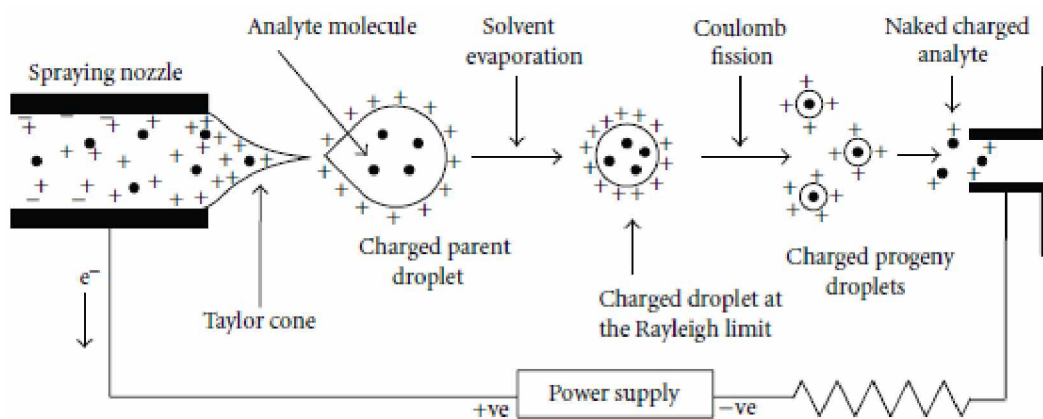 Analyte molecule
Solvent
evaporation
Coulomb
fission
Naked charged
analyte
Spraying nozzle
Charged parent
droplet
Charged progeny
droplets
e⁻
Taylor cone
Charged droplet at
the Rayleigh limit
Power supply
+ve
−ve